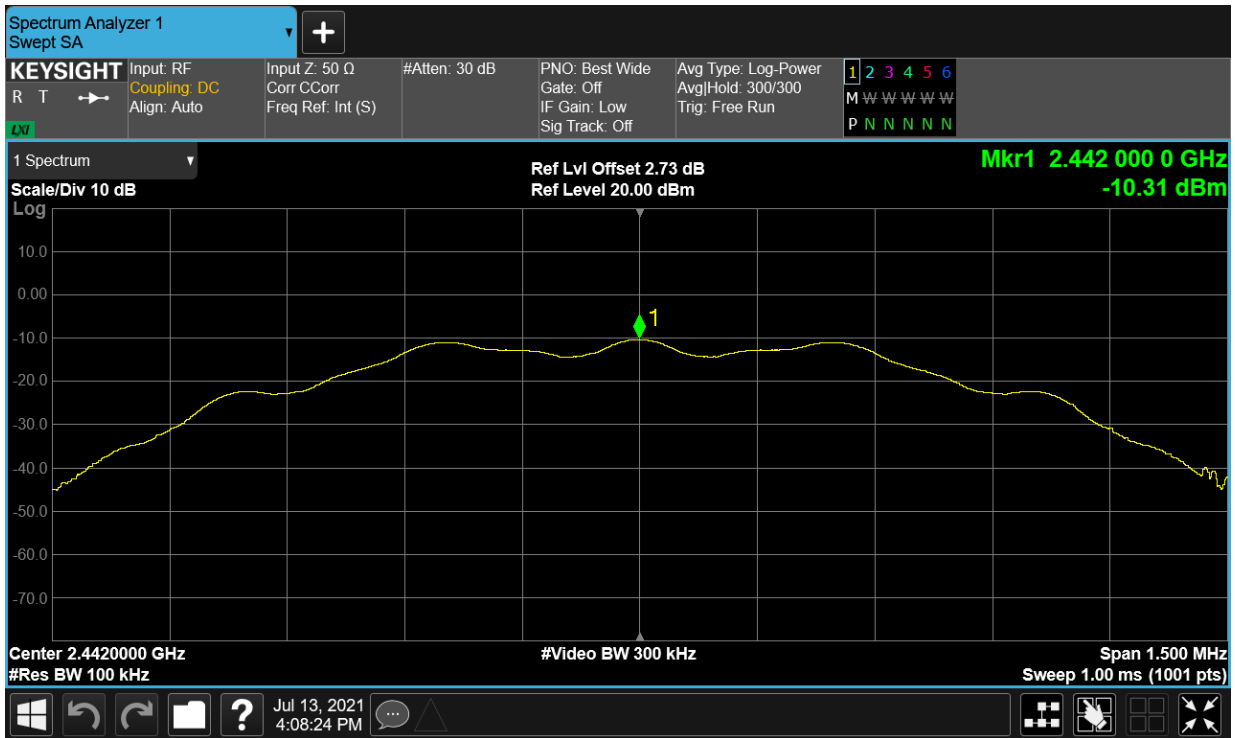 Spectrum Analyzer 1
Swept SA
KEYSIGHT
R T
LXI
Input: RF
Coupling: DC
Align: Auto
Input Z: 50 Ω
Corr CCorr
Freq Ref: Int (S)
#Atten: 30 dB
PNO: Best Wide
Gate: Off
IF Gain: Low
Sig Track: Off
Avg Type: Log-Power
Avg|Hold: 300/300
Trig: Free Run
1 2 3 4 5 6
M W W W W W
P N N N N N N
1 Spectrum
Scale/Div 10 dB
Log
Ref Lvl Offset 2.73 dB
Ref Level 20.00 dBm
Mkr1 2.442 000 0 GHz
-10.31 dBm
10.0
0.00
-10.0
-20.0
-30.0
-40.0
-50.0
-60.0
-70.0
1
Center 2.4420000 GHz
#Res BW 100 kHz
#Video BW 300 kHz
Span 1.500 MHz
Sweep 1.00 ms (1001 pts)
?
Jul 13, 2021
4:08:24 PM